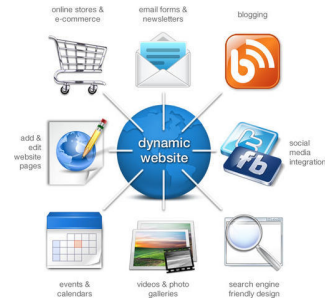 online stores &
e-commerce
email forms &
newsletters
blogging
add &
edit
website
pages
dynamic
website
social
media
integration
fb
events &
calendars
videos & photo
galleries
search engine
friendly design